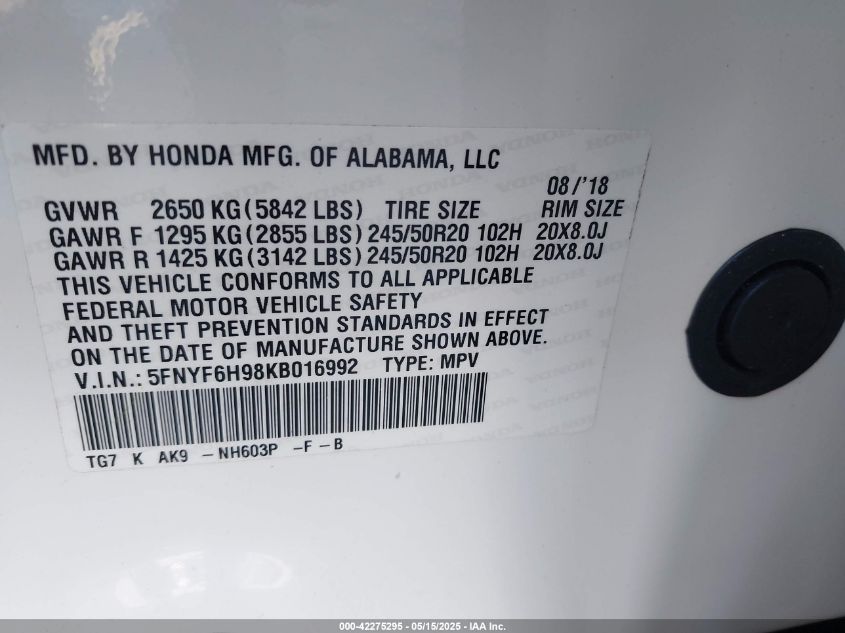 MFD. BY HONDA MFG. OF ALABAMA, LLC
08/'18
GVWR 2650 KG (5842 LBS) TIRE SIZE RIM SIZE
GAWR F 1295 KG (2855 LBS) 245/50R20 102H 20X8.0J
GAWR R 1425 KG (3142 LBS) 245/50R20 102H 20X8.0J
THIS VEHICLE CONFORMS TO ALL APPLICABLE
FEDERAL MOTOR VEHICLE SAFETY
AND THEFT PREVENTION STANDARDS IN EFFECT
ON THE DATE OF MANUFACTURE SHOWN ABOVE.
V.I.N.: 5FNYF6H98KB016992 TYPE: MPV
TG7 K AK9 -NH603P -F-B
000-42275295 - 05/15/2025 - IAA Inc.